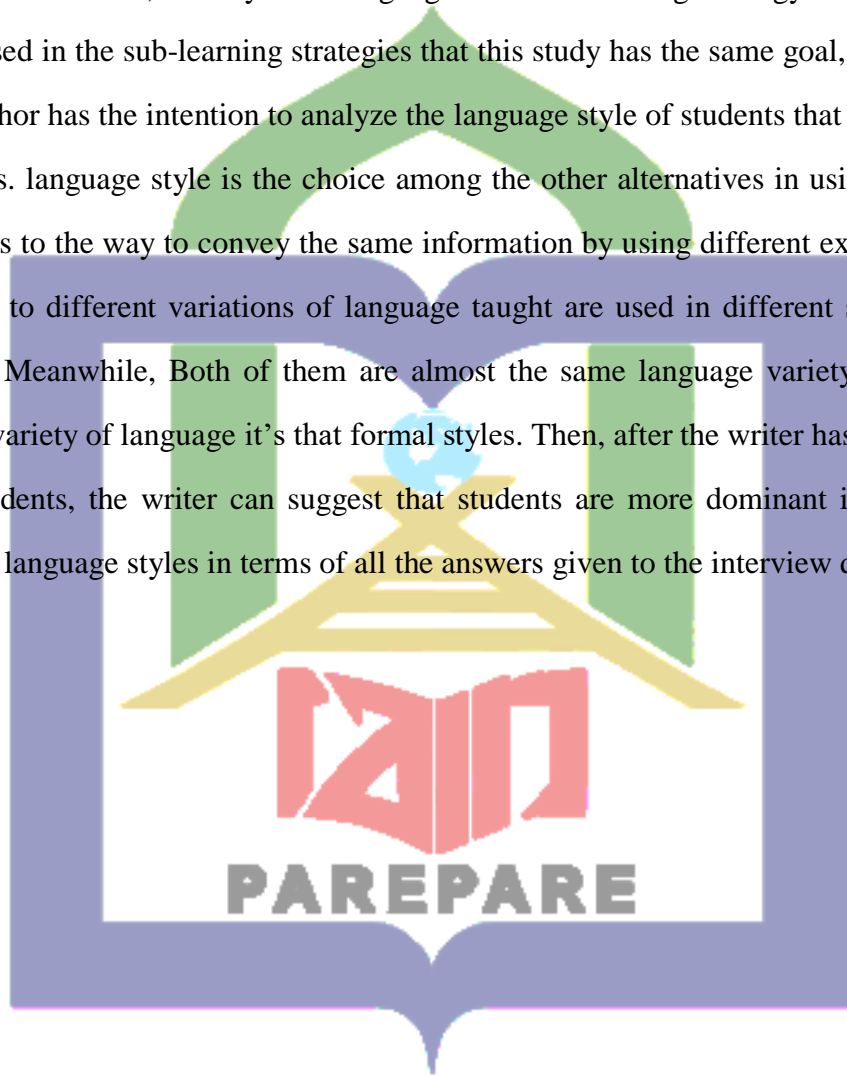 sed in the sub-learning strategies that this study has the same goal,
hor has the intention to analyze the language style of students that
s. language style is the choice among the other alternatives in usi
s to the way to convey the same information by using different ex
to different variations of language taught are used in different s
Meanwhile, Both of them are almost the same language variety
variety of language it's that formal styles. Then, after the writer has
dents, the writer can suggest that students are more dominant i
language styles in terms of all the answers given to the interview
iain
PAREPARE